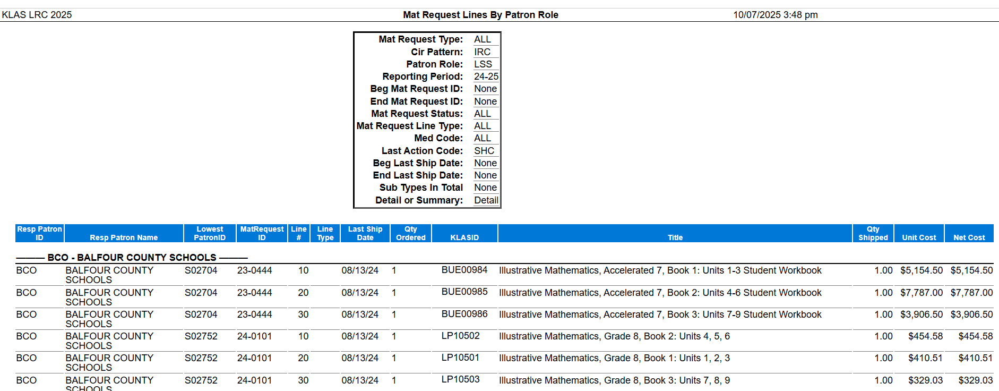 KLAS LRC 2025 Mat Request Lines By Patron Role 10/07/2025 3:48 pm
Mat Request Type: ALL
Cir Pattern: IRC
Patron Role: LSS
Reporting Period: 24-25
Beg Mat Request ID: None
End Mat Request ID: None
Mat Request Status: ALL
Mat Request Line Type: ALL
Med Code: ALL
Last Action Code: SHC
Beg Last Ship Date: None
End Last Ship Date: None
Sub Types In Total None
Detail or Summary: Detail
Resp Patron Lowest MatRequest Line Line Last Ship Qty Qty
ID Resp Patron Name PatronID ID # Type Date Ordered KLASID Title Shipped Unit Cost Net Cost
——— BCO - BALFOUR COUNTY SCHOOLS ———
BCO BALFOUR COUNTY S02704 23-0444 10 08/13/24 1 BUE00984 Illustrative Mathematics, Accelerated 7, Book 1: Units 1-3 Student Workbook 1.00 $5,154.50 $5,154.50
SCHOOLS
BCO BALFOUR COUNTY S02704 23-0444 20 08/13/24 1 BUE00985 Illustrative Mathematics, Accelerated 7, Book 2: Units 4-6 Student Workbook 1.00 $7,787.00 $7,787.00
SCHOOLS
BCO BALFOUR COUNTY S02704 23-0444 30 08/13/24 1 BUE00986 Illustrative Mathematics, Accelerated 7, Book 3: Units 7-9 Student Workbook 1.00 $3,906.50 $3,906.50
SCHOOLS
BCO BALFOUR COUNTY S02752 24-0101 10 08/13/24 1 LP10502 Illustrative Mathematics, Grade 8, Book 2: Units 4, 5, 6 1.00 $454.58 $454.58
SCHOOLS
BCO BALFOUR COUNTY S02752 24-0101 20 08/13/24 1 LP10501 Illustrative Mathematics, Grade 8, Book 1: Units 1, 2, 3 1.00 $410.51 $410.51
SCHOOLS
BCO BALFOUR COUNTY S02752 24-0101 30 08/13/24 1 LP10503 Illustrative Mathematics, Grade 8, Book 3: Units 7, 8, 9 1.00 $329.03 $329.03
SCHOOLS